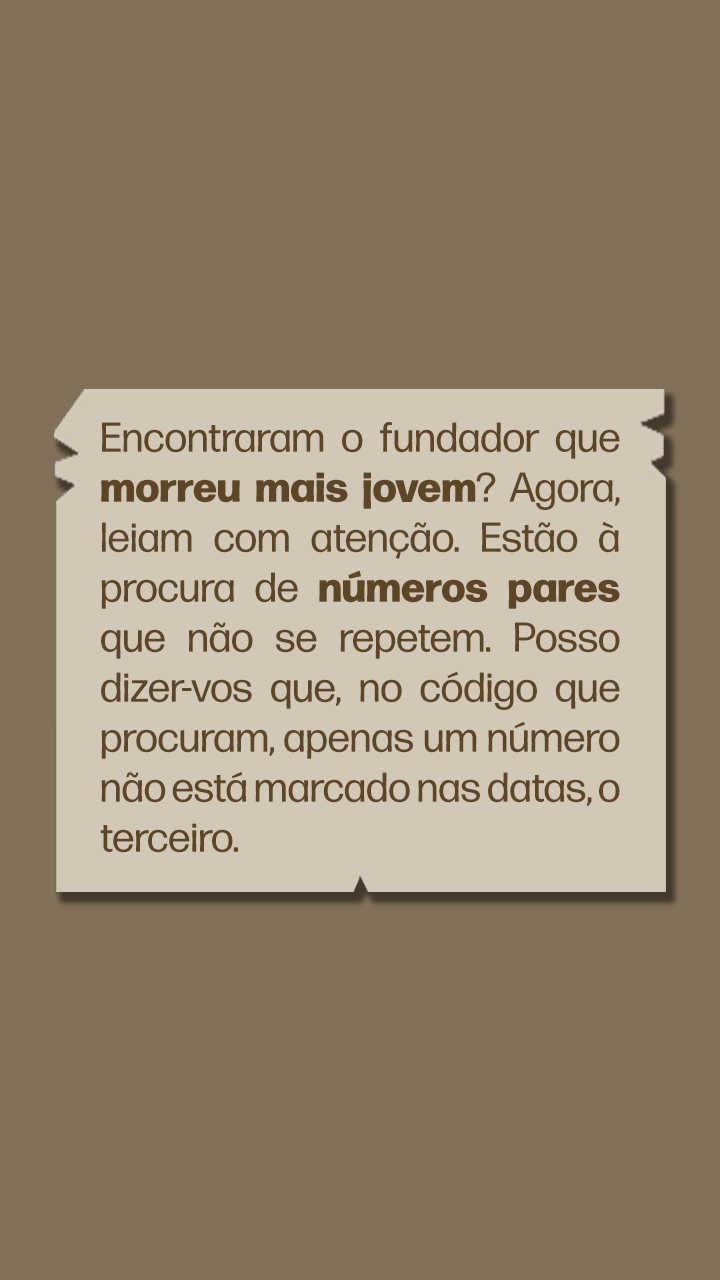 Encontraram o fundador que
morreu mais jovem? Agora,
leiam com atenção. Estão à
procura de números pares
que não se repetem. Posso
dizer-vos que, no código que
procuram, apenas um número
não está marcado nas datas, o
terceiro.